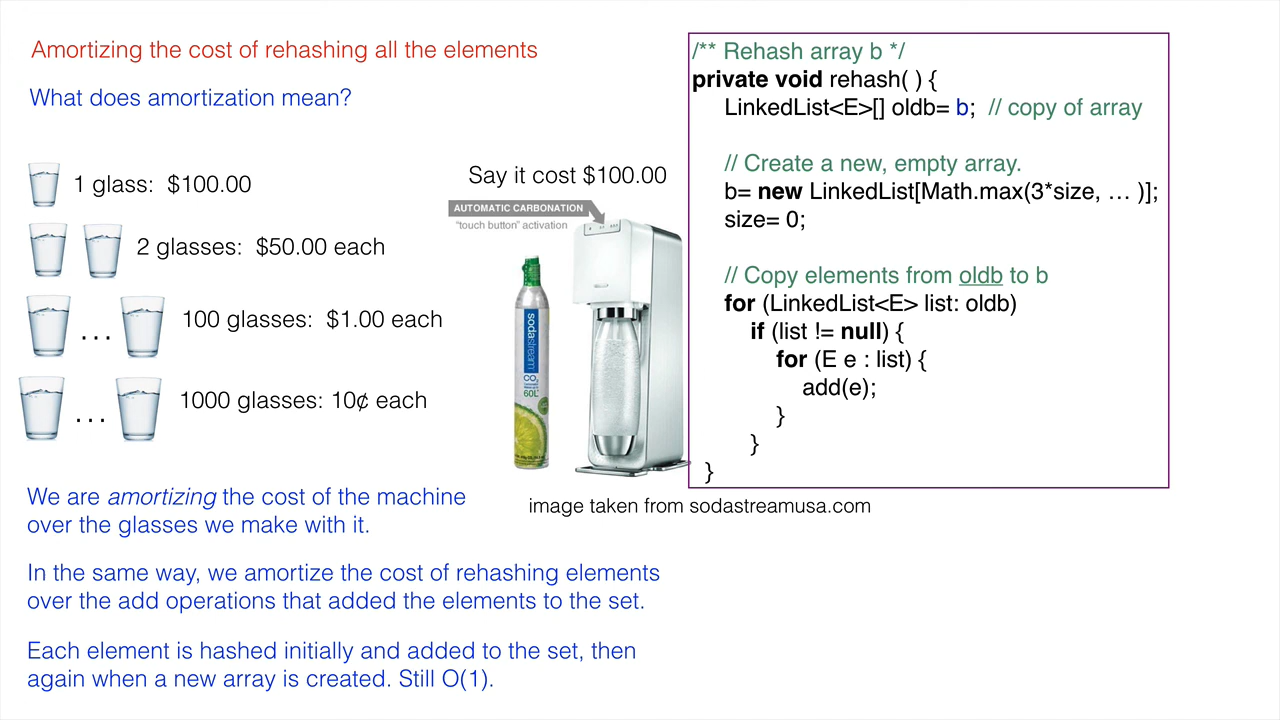 Amortizing the cost of rehashing all the elements
What does amortization mean?
1 glass: $100.00
2 glasses: $50.00 each
100 glasses: $1.00 each
1000 glasses: 10¢ each
Say it cost $100.00
AUTOMATIC CARBONATION
"touch button" activation
sodastream
CO2
60L
image taken from sodastreamusa.com
We are amortizing the cost of the machine
over the glasses we make with it.
In the same way, we amortize the cost of rehashing elements
over the add operations that added the elements to the set.
Each element is hashed initially and added to the set, then
again when a new array is created. Still O(1).
/** Rehash array b */
private void rehash( ) {
LinkedList<E>[] oldb= b; // copy of array
// Create a new, empty array.
b= new LinkedList[Math.max(3*size, … )];
size= 0;
// Copy elements from oldb to b
for (LinkedList<E> list: oldb)
if (list != null) {
for (E e : list) {
add(e);
}
}
}